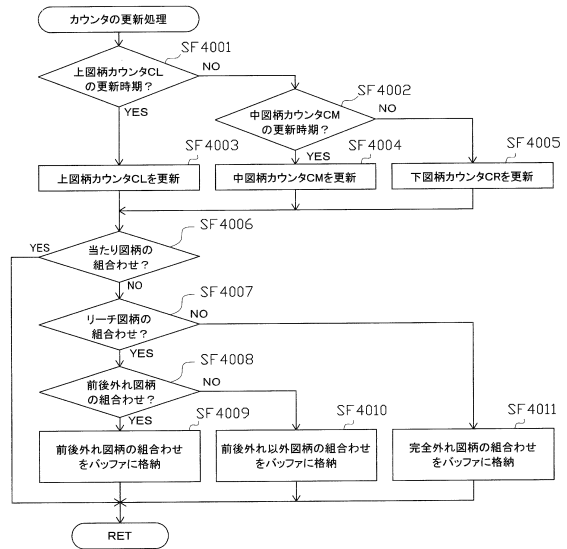 カウンタの更新処理
SF4001
上図柄カウンタCL
の更新時期?
NO
YES
SF4002
中図柄カウンタCM
の更新時期?
NO
YES
SF4003
上図柄カウンタCLを更新
SF4004
中図柄カウンタCMを更新
SF4005
下図柄カウンタCRを更新
SF4006
当たり図柄の
組合わせ?
YES
NO
SF4007
リーチ図柄の
組合わせ?
NO
YES
SF4008
前後外れ図柄
の組合わせ?
NO
YES
SF4009
前後外れ図柄の組合わせ
をバッファに格納
SF4010
前後外れ以外図柄の組合わせ
をバッファに格納
SF4011
完全外れ図柄の組合わせ
をバッファに格納
RET